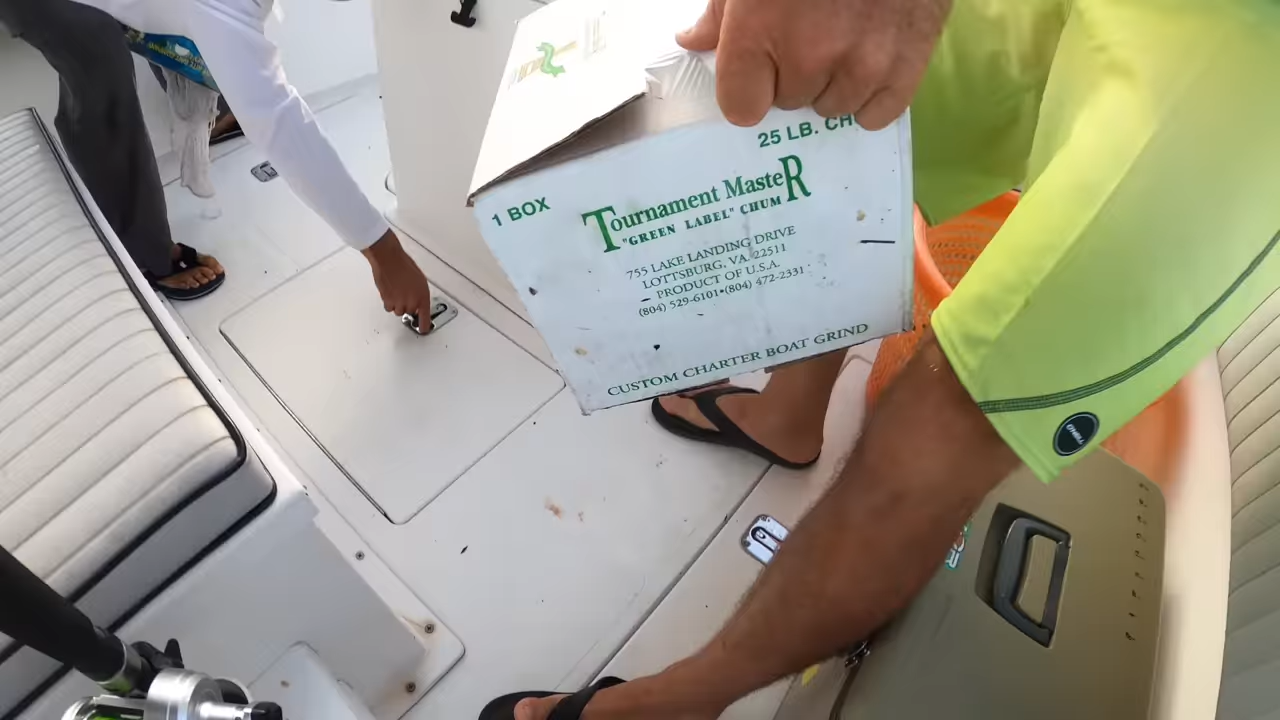 25 LB. CH
1 BOX
Tournament MasteR
"GREEN LABEL" CHUM
755 LAKE LANDING DRIVE
LOTTSBURG, VA. 22511
PRODUCT OF U.S.A.
(804) 529-6101•(804) 472-2331
CUSTOM CHARTER BOAT GRIND
O'NEILL